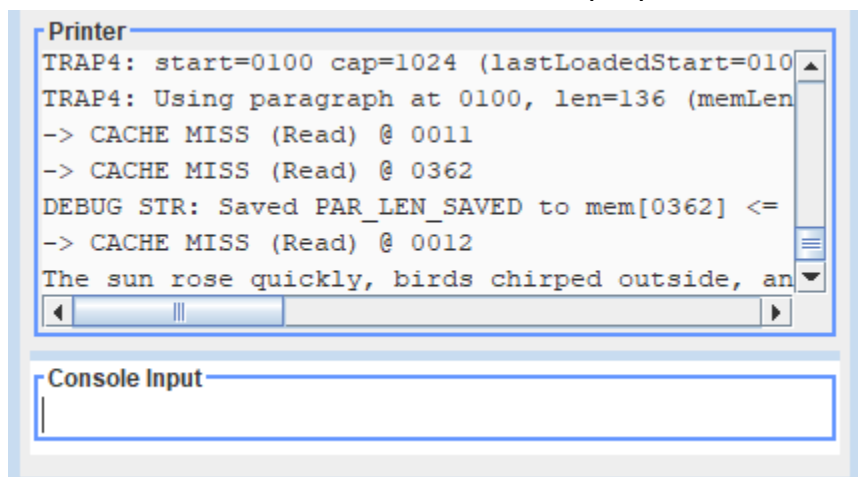 Printer
TRAP4: start=0100 cap=1024 (lastLoadedStart=010
TRAP4: Using paragraph at 0100, len=136 (memLen
-> CACHE MISS (Read) @ 0011
-> CACHE MISS (Read) @ 0362
DEBUG STR: Saved PAR_LEN_SAVED to mem[0362] <=
-> CACHE MISS (Read) @ 0012
The sun rose quickly, birds chirped outside, an
Console Input